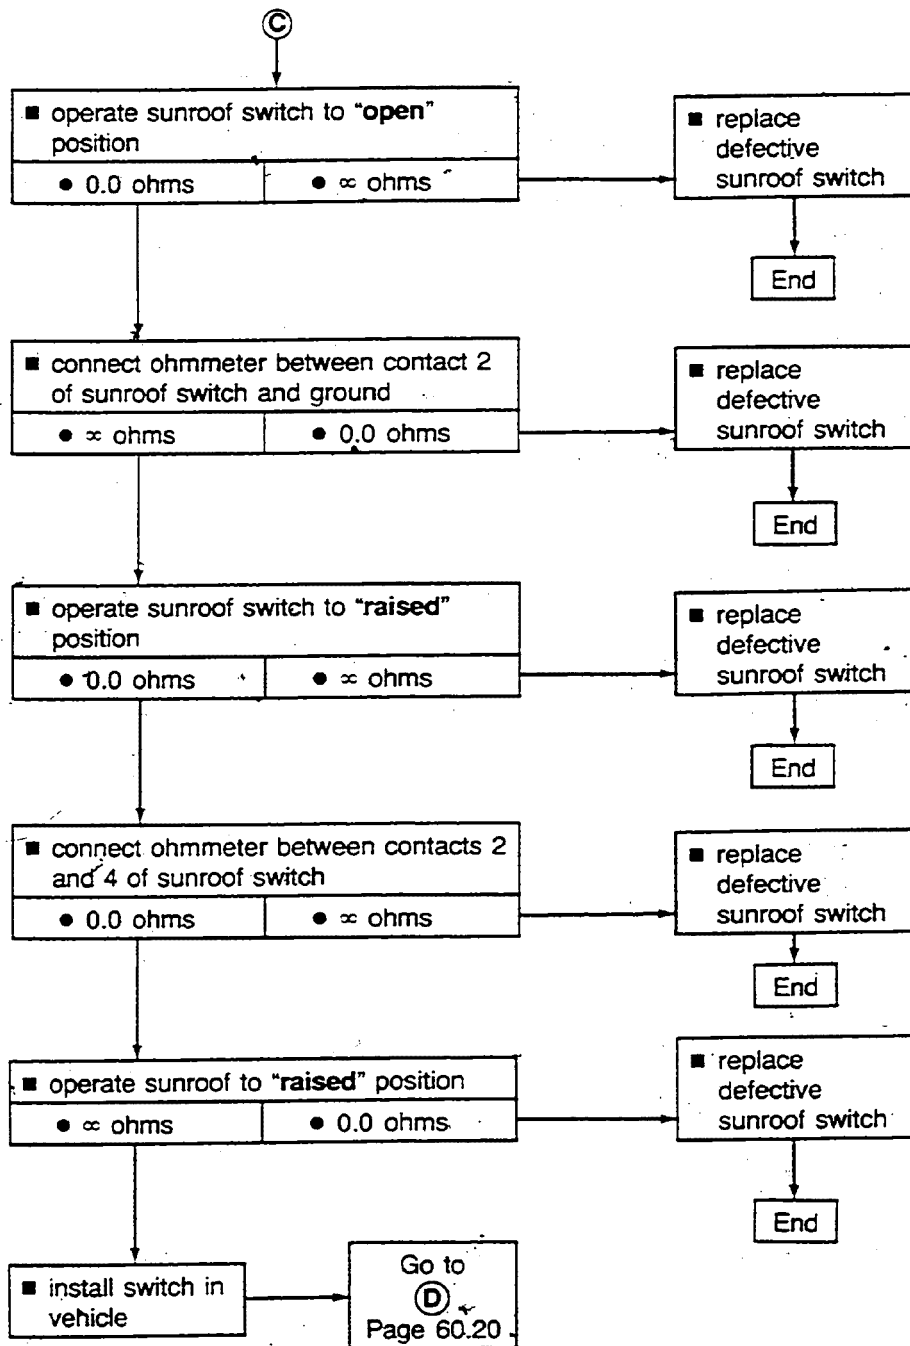 C
■ operate sunroof switch to "open"
position
● 0.0 ohms
● ∝ ohms
■ replace
defective
sunroof switch
End
■ connect ohmmeter between contact 2
of sunroof switch and ground
● ∝ ohms
● 0.0 ohms
■ replace
defective
sunroof switch
End
■ operate sunroof switch to "raised"
position
● 0.0 ohms
● ∝ ohms
■ replace
defective
sunroof switch
End
■ connect ohmmeter between contacts 2
and 4 of sunroof switch
● 0.0 ohms
● ∝ ohms
■ replace
defective
sunroof switch
End
■ operate sunroof to "raised" position
● ∝ ohms
● 0.0 ohms
■ replace
defective
sunroof switch
End
■ install switch in
vehicle
Go to
D
Page 60.20